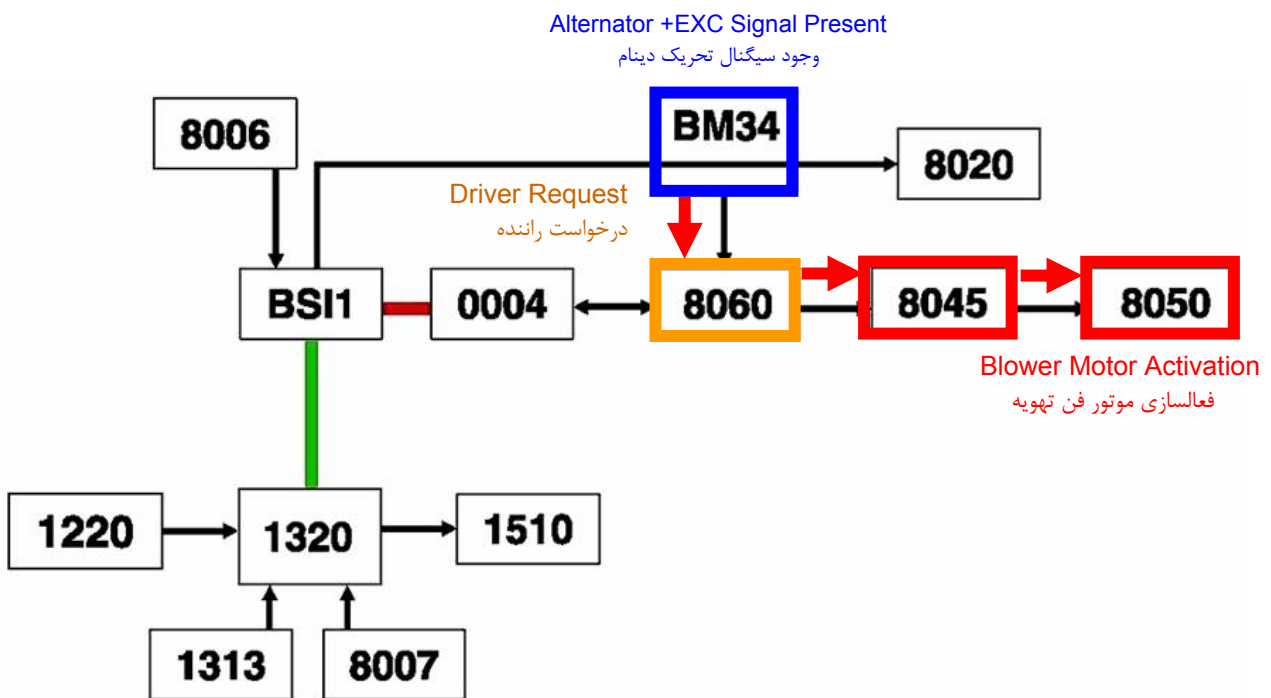 Alternator +EXC Signal Present
وجود سیگنال تحریک دینام
8006
BM34
8020
Driver Request
درخواست راننده
BSI1
0004
8060
8045
8050
Blower Motor Activation
فعالسازی موتور فن تهویه
1220
1320
1510
1313
8007